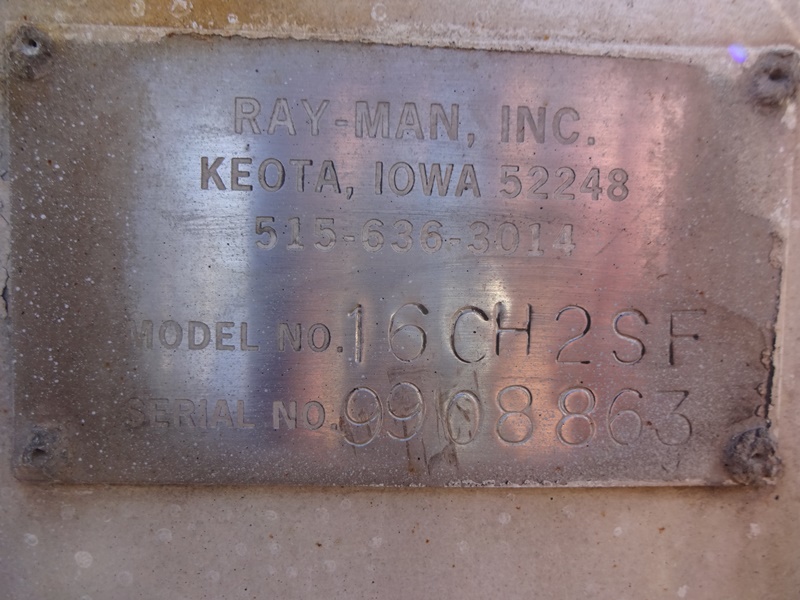 RAY-MAN, INC.
KEOTA, IOWA 52248
515-636-3014
MODEL NO. 16CH2SF
SERIAL NO. 9908863